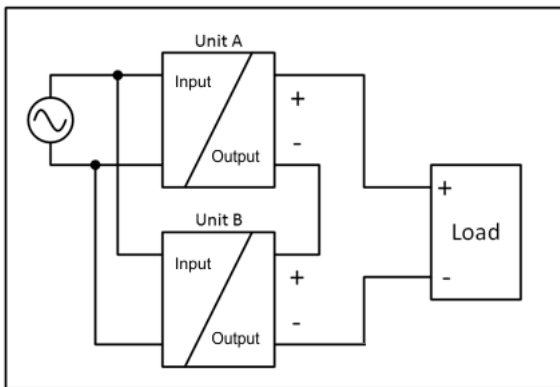 Unit A
Input
+
-
Output
+
Load
-
Unit B
Input
+
-
Output